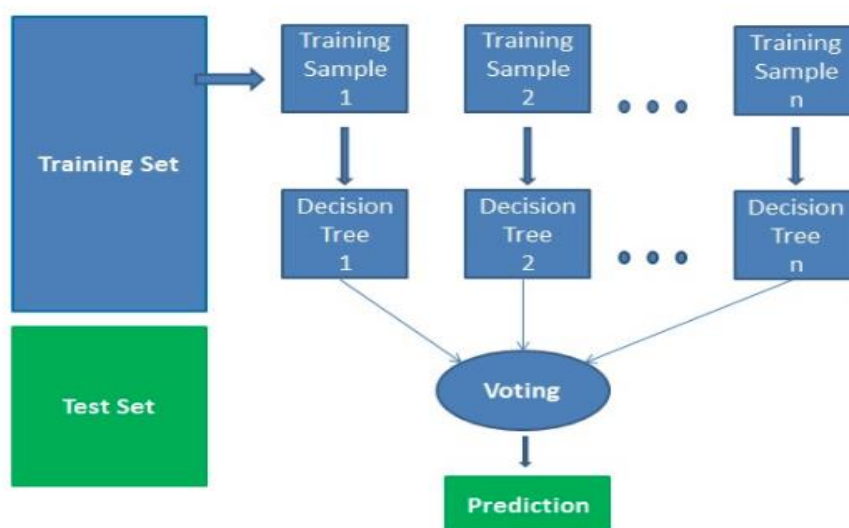 Training Set
Training
Sample
1
Training
Sample
2
Training
Sample
n
Decision
Tree
1
Decision
Tree
2
Decision
Tree
n
Test Set
Voting
Prediction